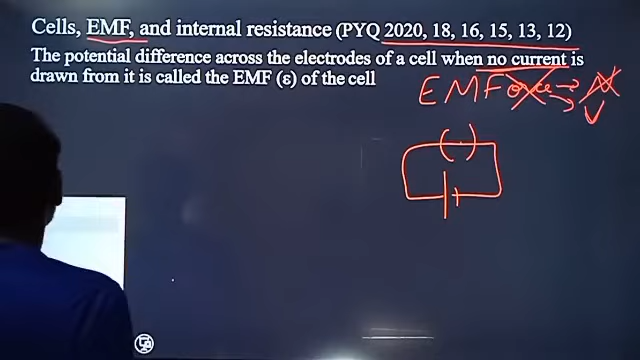 Cells, EMF, and internal resistance (PYQ 2020, 18, 16, 15, 13, 12)
The potential difference across the electrodes of a cell when no current is
drawn from it is called the EMF (ε) of the cell
EMF orce → N
→ V